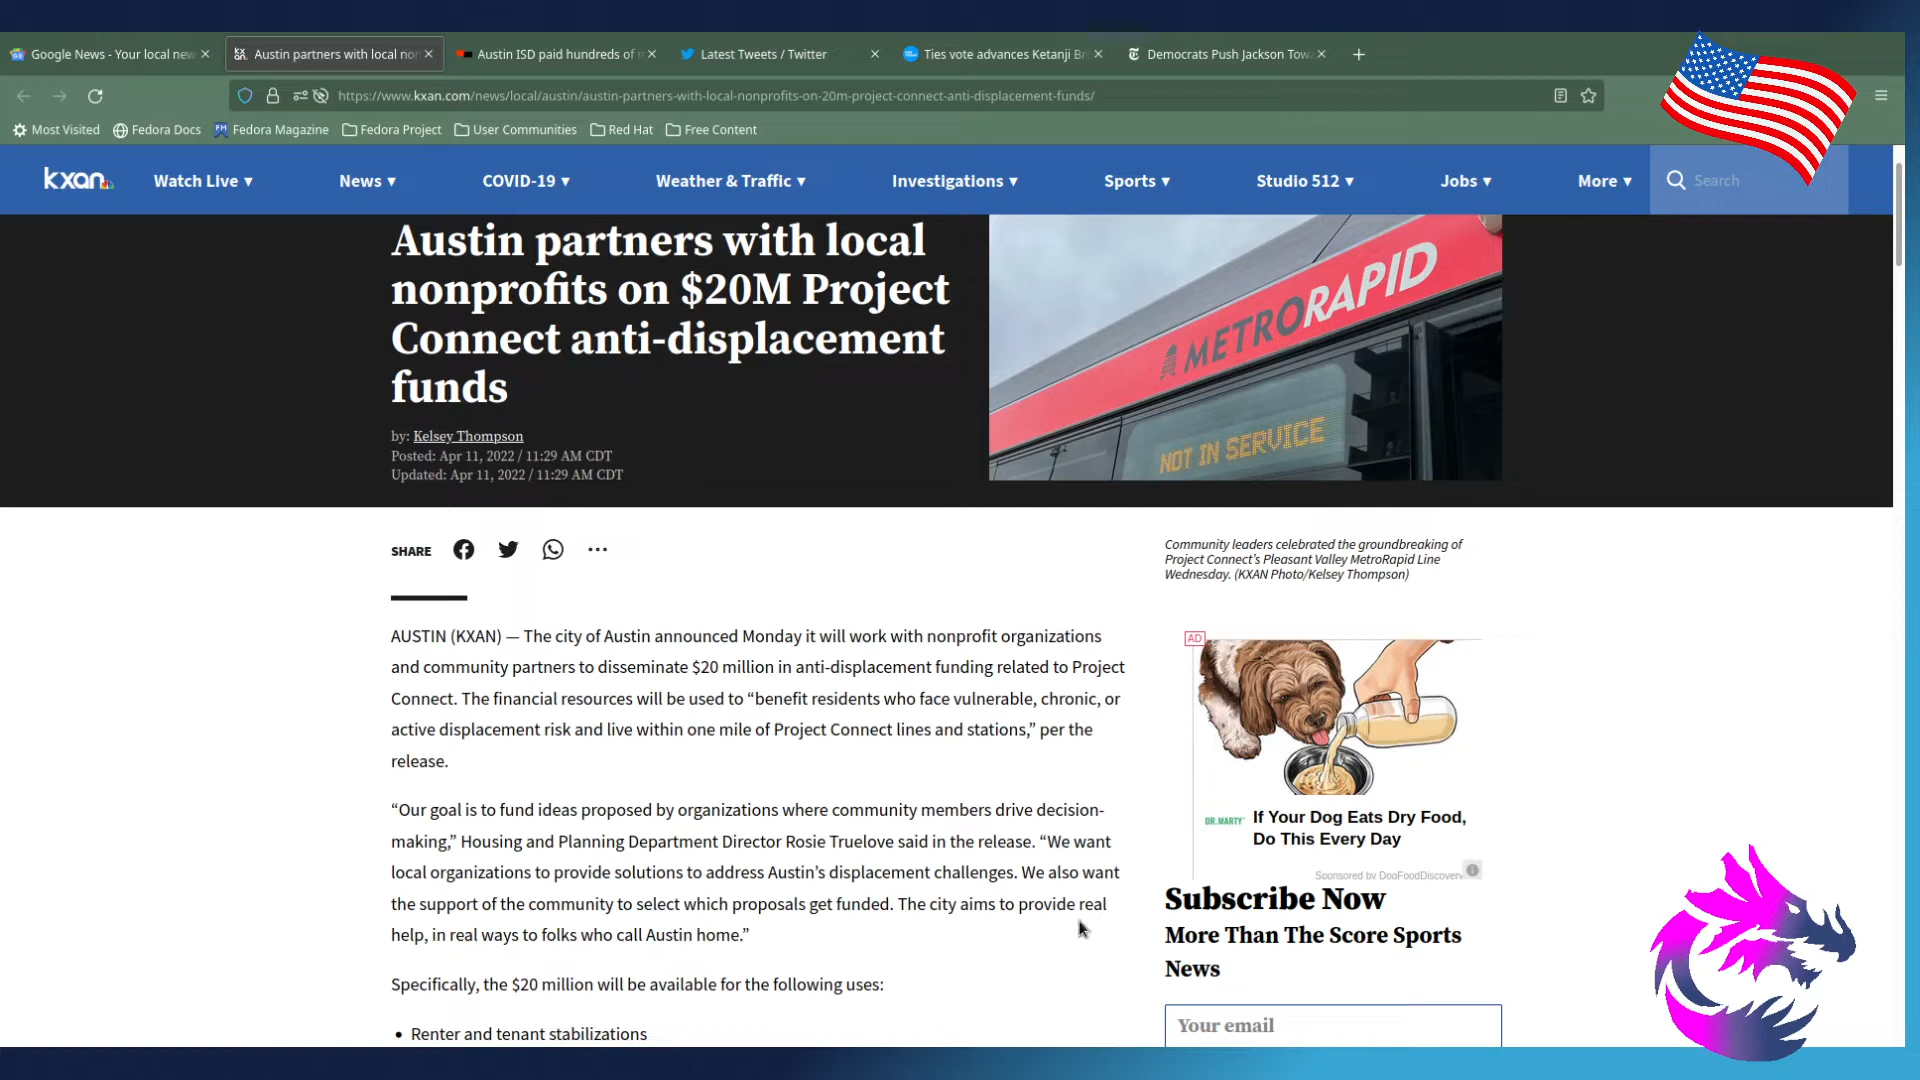 Google News - Your local new
Austin partners with local non
Austin ISD paid hundreds of
Latest Tweets / Twitter
Ties vote advances Ketanji Br
Democrats Push Jackson Tow
https://www.kxan.com/news/local/austin/austin-partners-with-local-nonprofits-on-20m-project-connect-anti-displacement-funds/
Most Visited
Fedora Docs
Fedora Magazine
Fedora Project
User Communities
Red Hat
Free Content
kxan
Watch Live
News
COVID-19
Weather & Traffic
Investigations
Sports
Studio 512
Jobs
More
Search
Austin partners with local
nonprofits on $20M Project
Connect anti-displacement
funds
by: Kelsey Thompson
Posted: Apr 11, 2022 / 11:29 AM CDT
Updated: Apr 11, 2022 / 11:29 AM CDT
METRORAPID
NOT IN SERVICE
SHARE
Community leaders celebrated the groundbreaking of
Project Connect's Pleasant Valley MetroRapid Line
Wednesday. (KXAN Photo/Kelsey Thompson)
AUSTIN (KXAN) — The city of Austin announced Monday it will work with nonprofit organizations
and community partners to disseminate $20 million in anti-displacement funding related to Project
Connect. The financial resources will be used to “benefit residents who face vulnerable, chronic, or
active displacement risk and live within one mile of Project Connect lines and stations,” per the
release.
“Our goal is to fund ideas proposed by organizations where community members drive decision-
making,” Housing and Planning Department Director Rosie Truelove said in the release. “We want
local organizations to provide solutions to address Austin’s displacement challenges. We also want
the support of the community to select which proposals get funded. The city aims to provide real
help, in real ways to folks who call Austin home.”
Specifically, the $20 million will be available for the following uses:
• Renter and tenant stabilizations
AD
DR.MARTY
If Your Dog Eats Dry Food,
Do This Every Day
Sponsored by DogFoodDiscovery
Subscribe Now
More Than The Score Sports
News
Your email